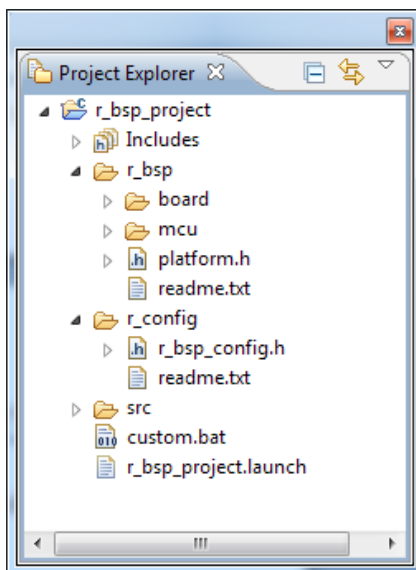 Project Explorer
r_bsp_project
Includes
r_bsp
board
mcu
platform.h
readme.txt
r_config
r_bsp_config.h
readme.txt
src
custom.bat
r_bsp_project.launch